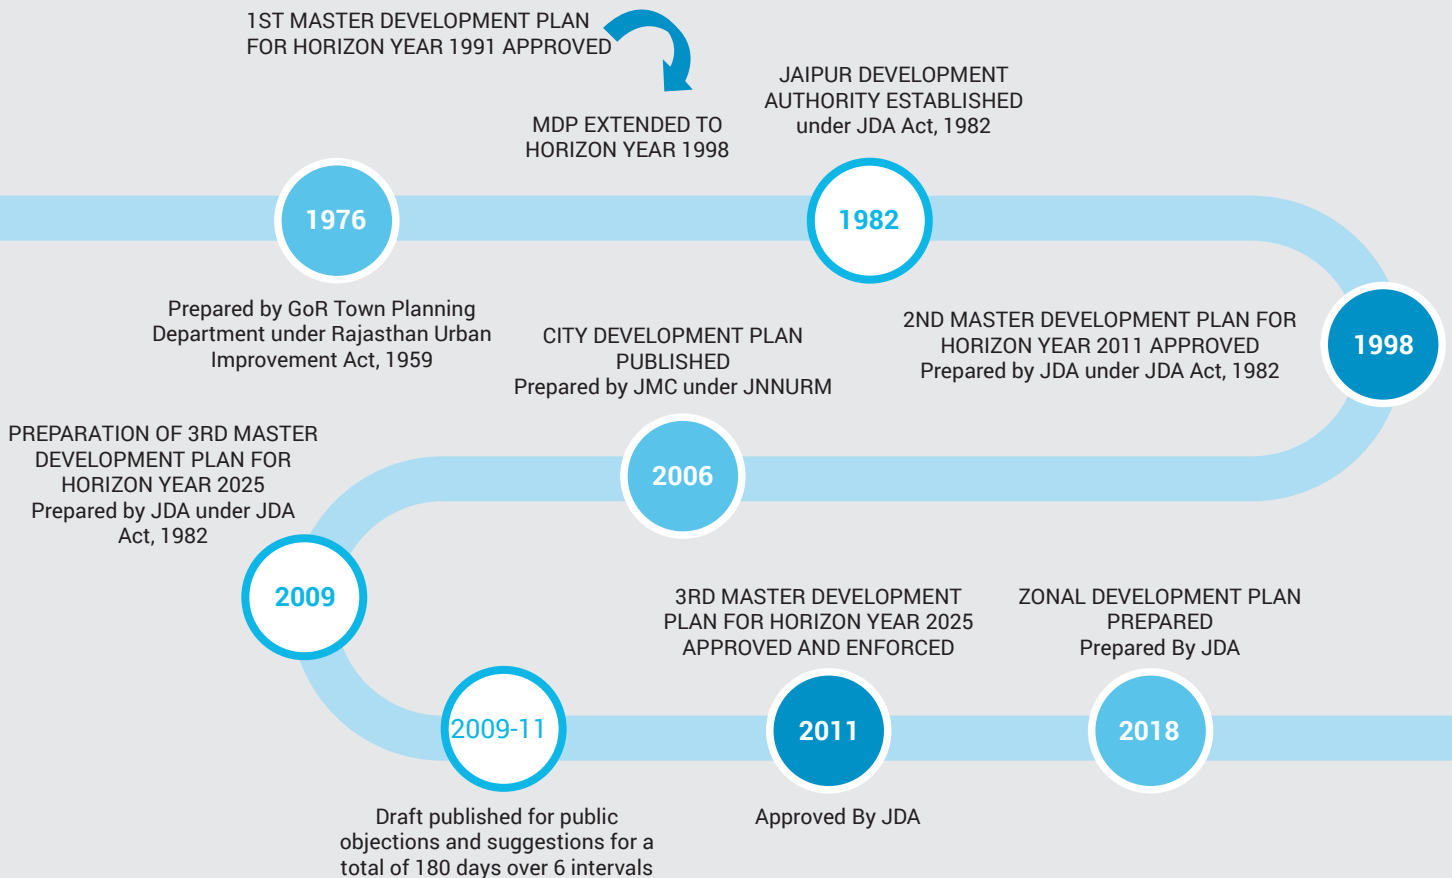 1ST MASTER DEVELOPMENT PLAN
FOR HORIZON YEAR 1991 APPROVED
MDP EXTENDED TO
HORIZON YEAR 1998
1976
Prepared by GoR Town Planning
Department under Rajasthan Urban
Improvement Act, 1959
JAIPUR DEVELOPMENT
AUTHORITY ESTABLISHED
under JDA Act, 1982
1982
2ND MASTER DEVELOPMENT PLAN FOR
HORIZON YEAR 2011 APPROVED
Prepared by JDA under JDA Act, 1982
1998
CITY DEVELOPMENT PLAN
PUBLISHED
Prepared by JMC under JNNURM
2006
PREPARATION OF 3RD MASTER
DEVELOPMENT PLAN FOR
HORIZON YEAR 2025
Prepared by JDA under JDA
Act, 1982
2009
2009-11
Draft published for public
objections and suggestions for a
total of 180 days over 6 intervals
3RD MASTER DEVELOPMENT
PLAN FOR HORIZON YEAR 2025
APPROVED AND ENFORCED
2011
Approved By JDA
ZONAL DEVELOPMENT PLAN
PREPARED
Prepared By JDA
2018